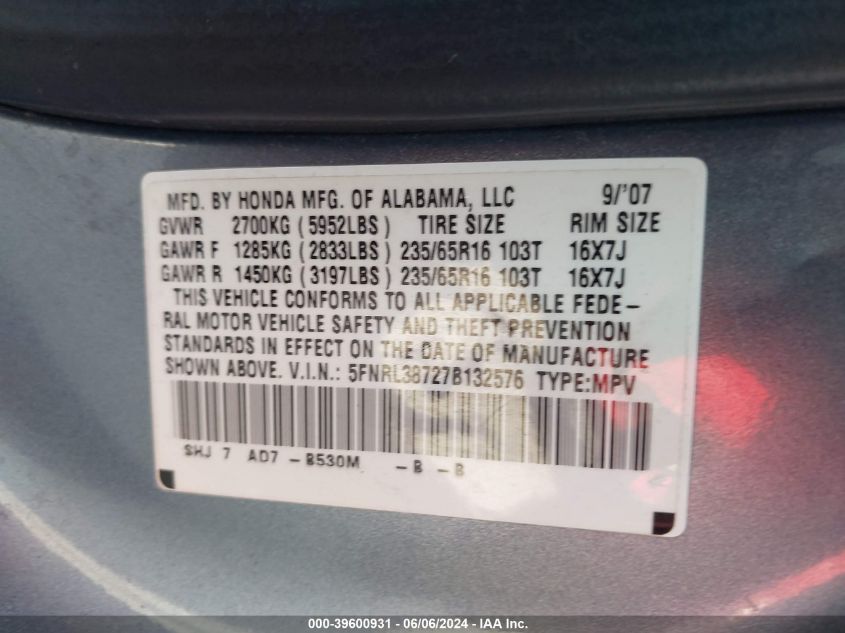 MFD. BY HONDA MFG. OF ALABAMA, LLC 9/'07
GVWR 2700KG (5952LBS) TIRE SIZE RIM SIZE
GAWR F 1285KG (2833LBS) 235/65R16 103T 16X7J
GAWR R 1450KG (3197LBS) 235/65R16 103T 16X7J
THIS VEHICLE CONFORMS TO ALL APPLICABLE FEDE-
RAL MOTOR VEHICLE SAFETY AND THEFT PREVENTION
STANDARDS IN EFFECT ON THE DATE OF MANUFACTURE
SHOWN ABOVE. V.I.N.: 5FNRL38727B132576 TYPE:MPV
SHJ 7 AD7 -B530M -B -B
000-39600931 - 06/06/2024 - IAA Inc.